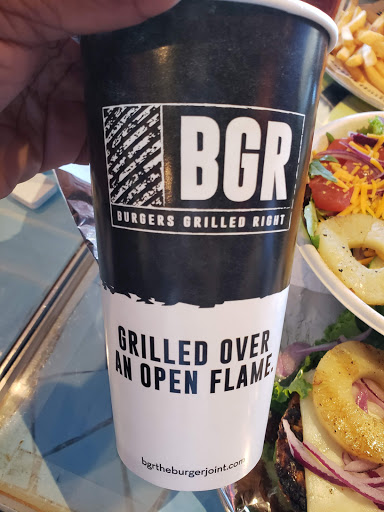 BGR
BURGERS GRILLED RIGHT
GRILLED OVER
AN OPEN FLAME.
bgrtheburgerjoint.com